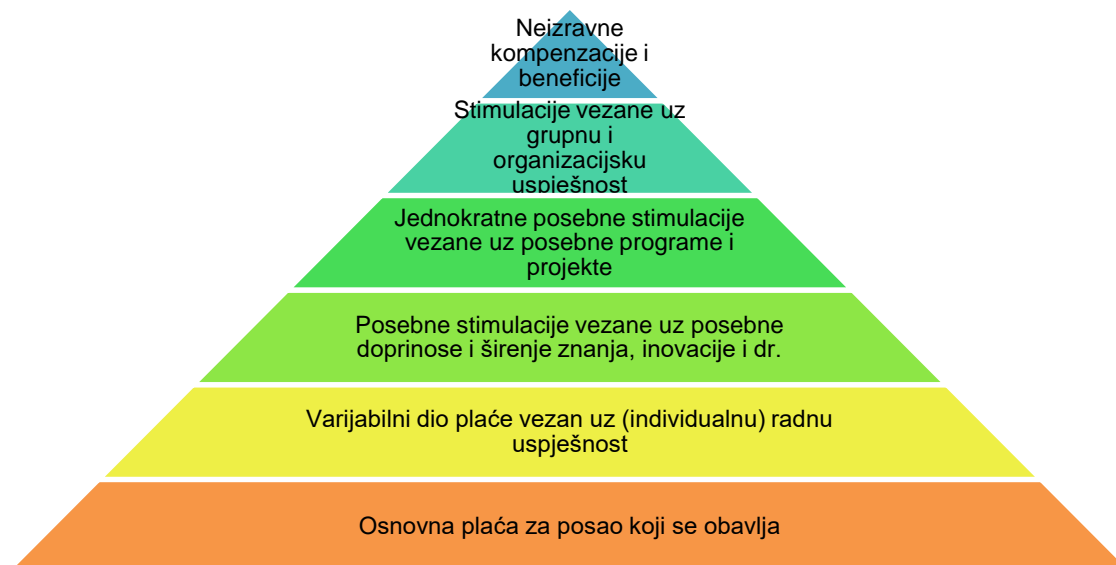 Neizravne
kompenzacije i
beneficije
Stimulacije vezane uz
grupnu i
organizacijsku
uspješnost
Jednokratne posebne stimulacije
vezane uz posebne programe i
projekte
Posebne stimulacije vezane uz posebne
doprinose i širenje znanja, inovacije i dr.
Varijabilni dio plaće vezan uz (individualnu) radnu
uspješnost
Osnovna plaća za posao koji se obavlja